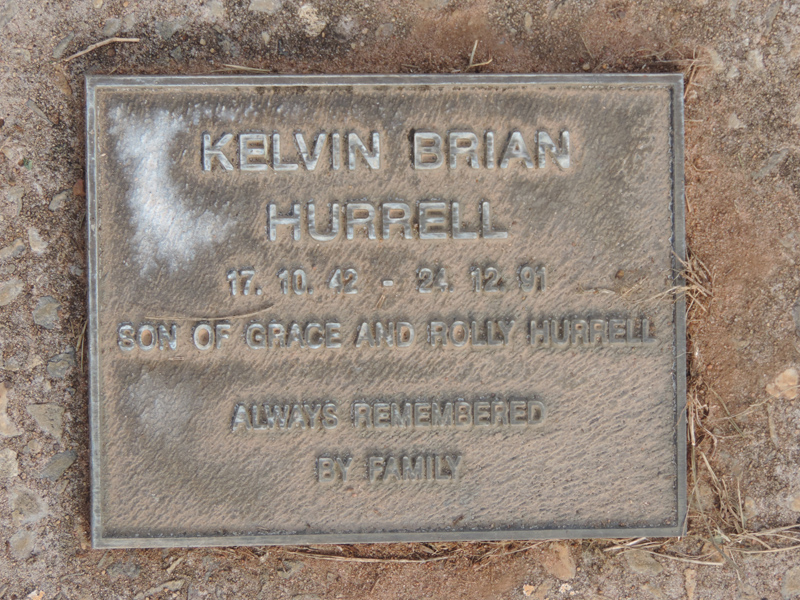 KELVIN BRIAN
HURRELL
17. 10. 42 - 24. 12. 91
SON OF GRACE AND ROLLY HURRELL
ALWAYS REMEMBERED
BY FAMILY